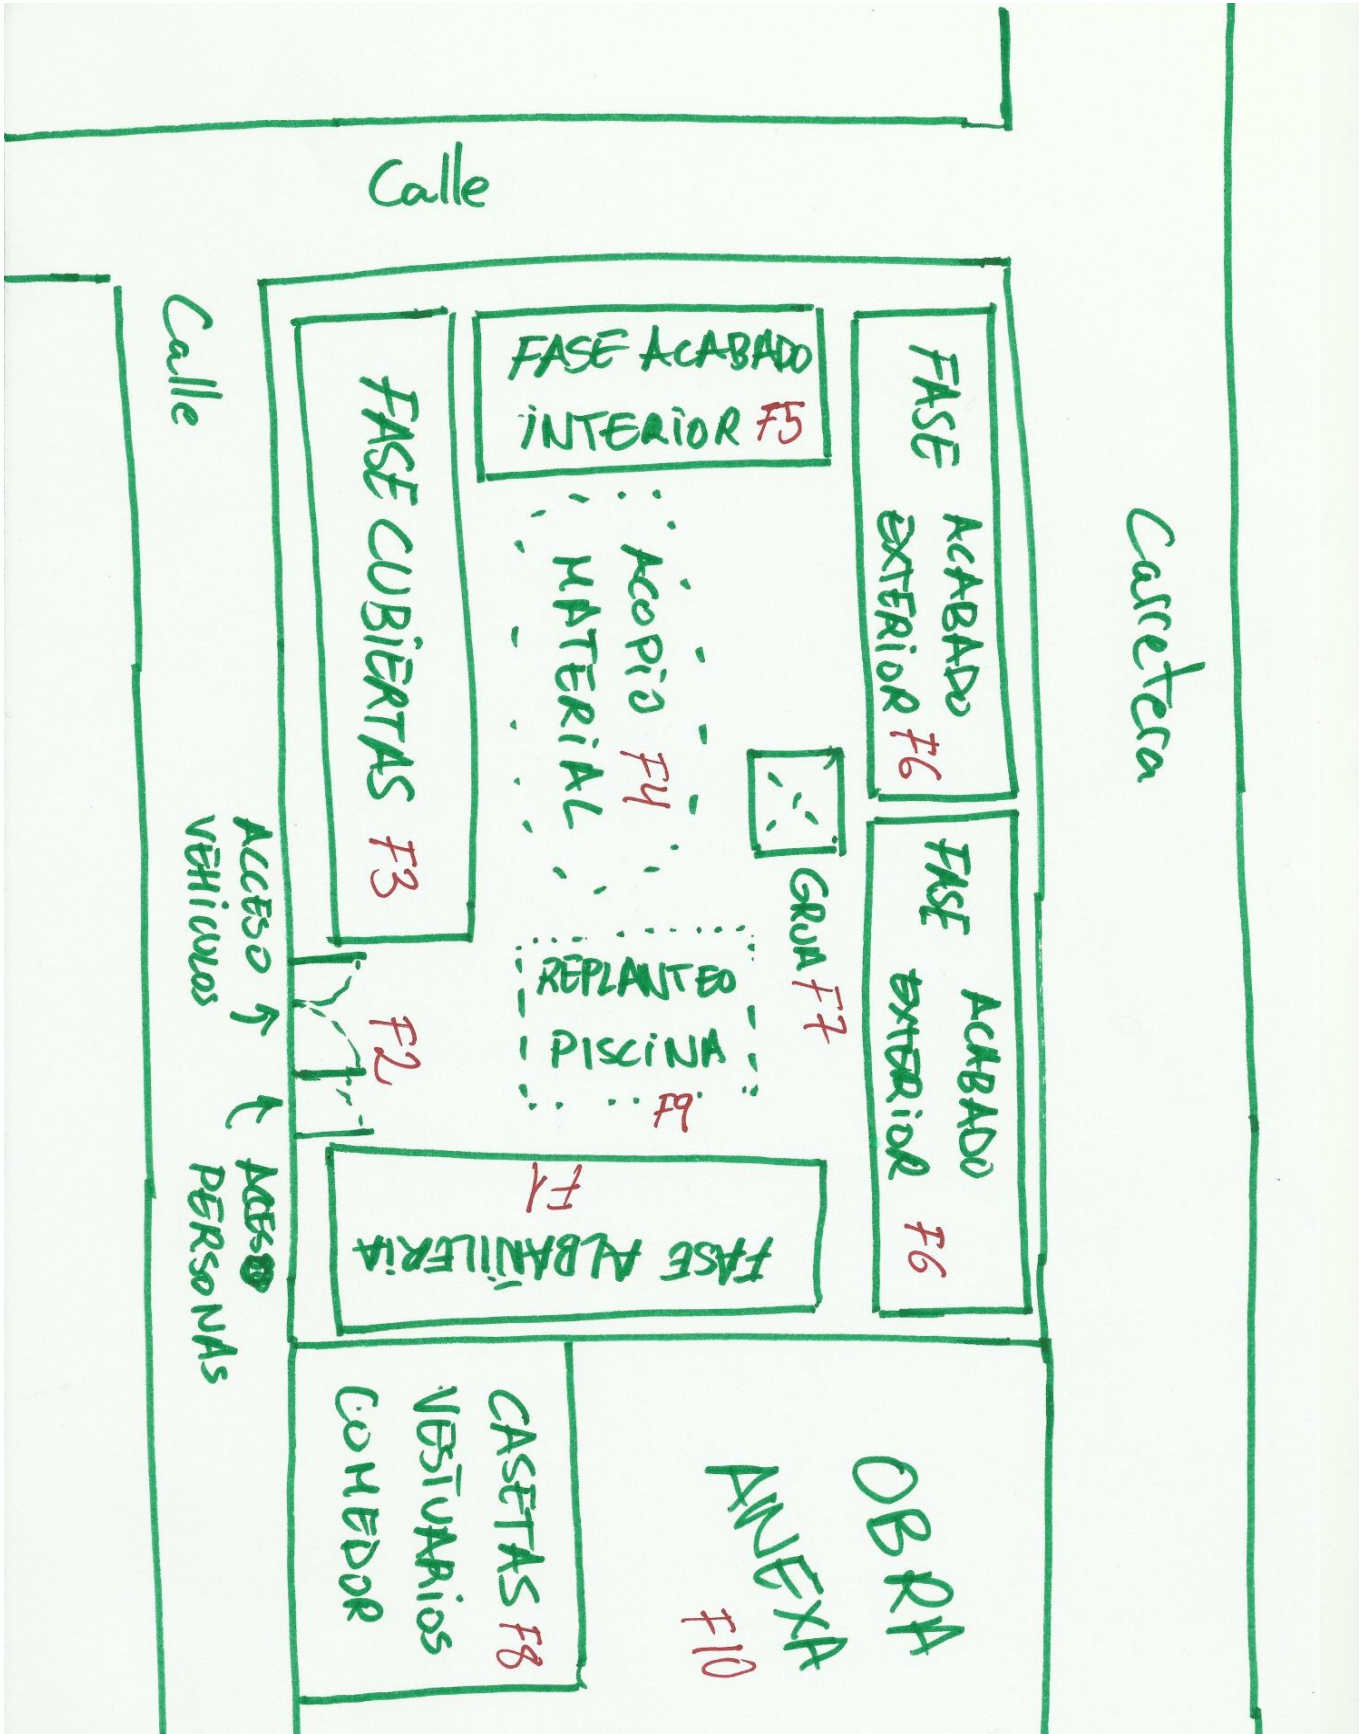 Calle
Calle
Carretera
FASE ACABADO
INTERIOR F5
FASE CUBIERTAS F3
ACOPIO F4
MATERIAL
FASE ACABADO
EXTERIOR F6
GRUA F7
FASE ACABADO
EXTERIOR F6
ACCESO
VEHICULOS
F2
REPLANTEO
PISCINA
F9
ACCESO
PERSONAS
F1
FASE ALBAÑILERIA
CASETAS F8
VESTUARIOS
COMEDOR
OBRA
ANEXA
F10